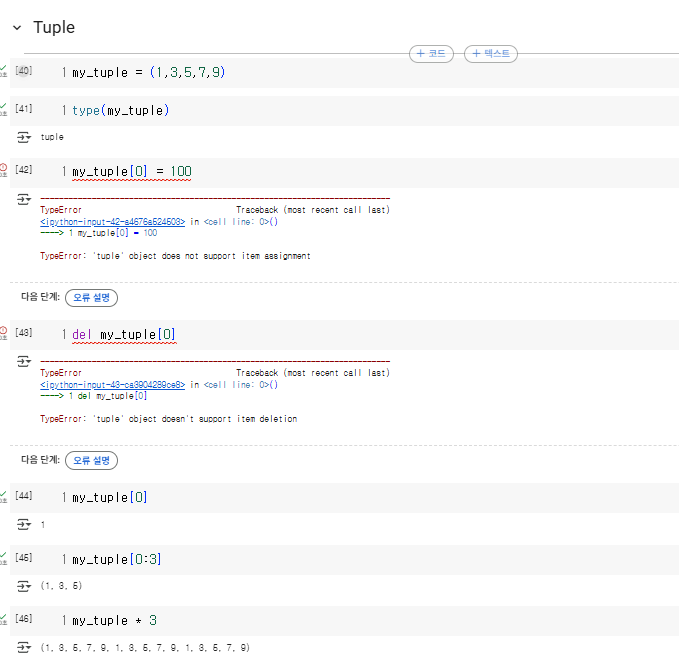 Tuple
+ 코드 + 텍스트
[40] 1 my_tuple = (1,3,5,7,9)
[41] 1 type(my_tuple)
tuple
[42] 1 my_tuple[0] = 100
---------------------------------------------------------------------------
TypeError Traceback (most recent call last)
<ipython-input-42-a4676a524603> in <cell line: 0>()
----> 1 my_tuple[0] = 100
TypeError: 'tuple' object does not support item assignment
다음 단계: 오류 설명
[43] 1 del my_tuple[0]
---------------------------------------------------------------------------
TypeError Traceback (most recent call last)
<ipython-input-43-ca3904289ce8> in <cell line: 0>()
----> 1 del my_tuple[0]
TypeError: 'tuple' object doesn't support item deletion
다음 단계: 오류 설명
[44] 1 my_tuple[0]
1
[45] 1 my_tuple[0:3]
(1, 3, 5)
[46] 1 my_tuple * 3
(1, 3, 5, 7, 9, 1, 3, 5, 7, 9, 1, 3, 5, 7, 9)